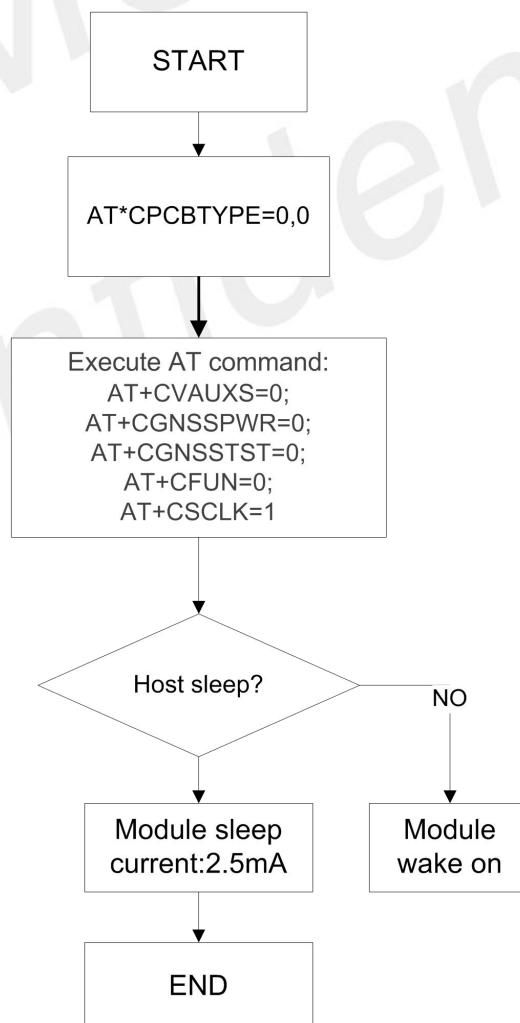 START
AT*CPCBTYPE=0,0
Execute AT command:
AT+CVAUXS=0;
AT+CGNSSPWR=0;
AT+CGNSSTST=0;
AT+CFUN=0;
AT+CSCLK=1
Host sleep?
NO
Module sleep
current:2.5mA
Module
wake on
END